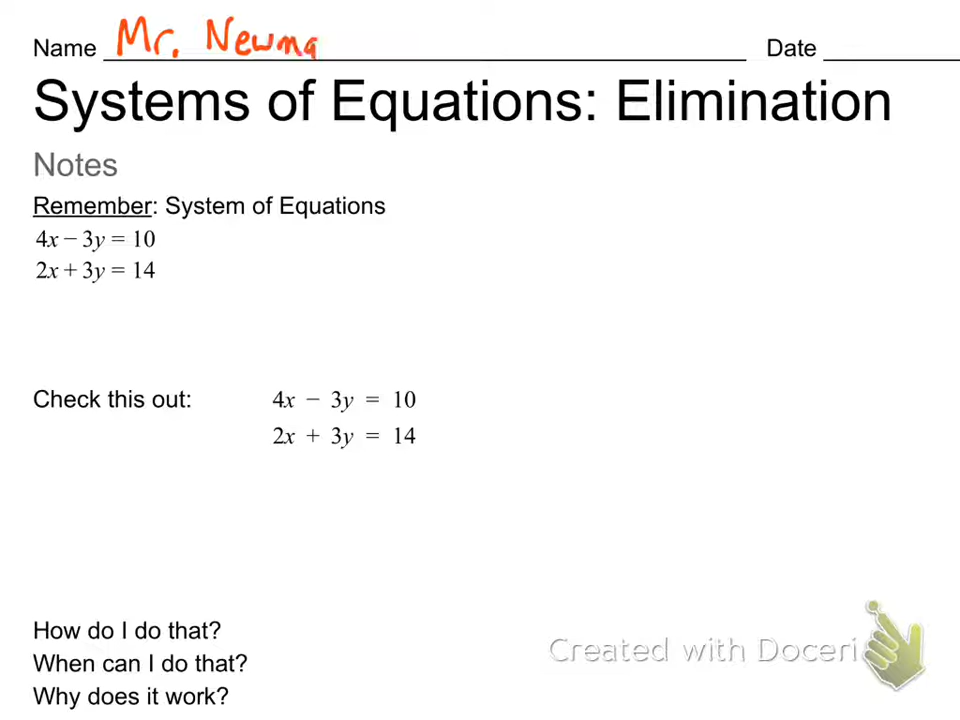 Name Mr. Newma Date
Systems of Equations: Elimination
Notes
Remember: System of Equations
4x − 3y = 10
2x + 3y = 14
Check this out: 4x − 3y = 10
2x + 3y = 14
How do I do that?
When can I do that?
Why does it work?
Created with Doceri